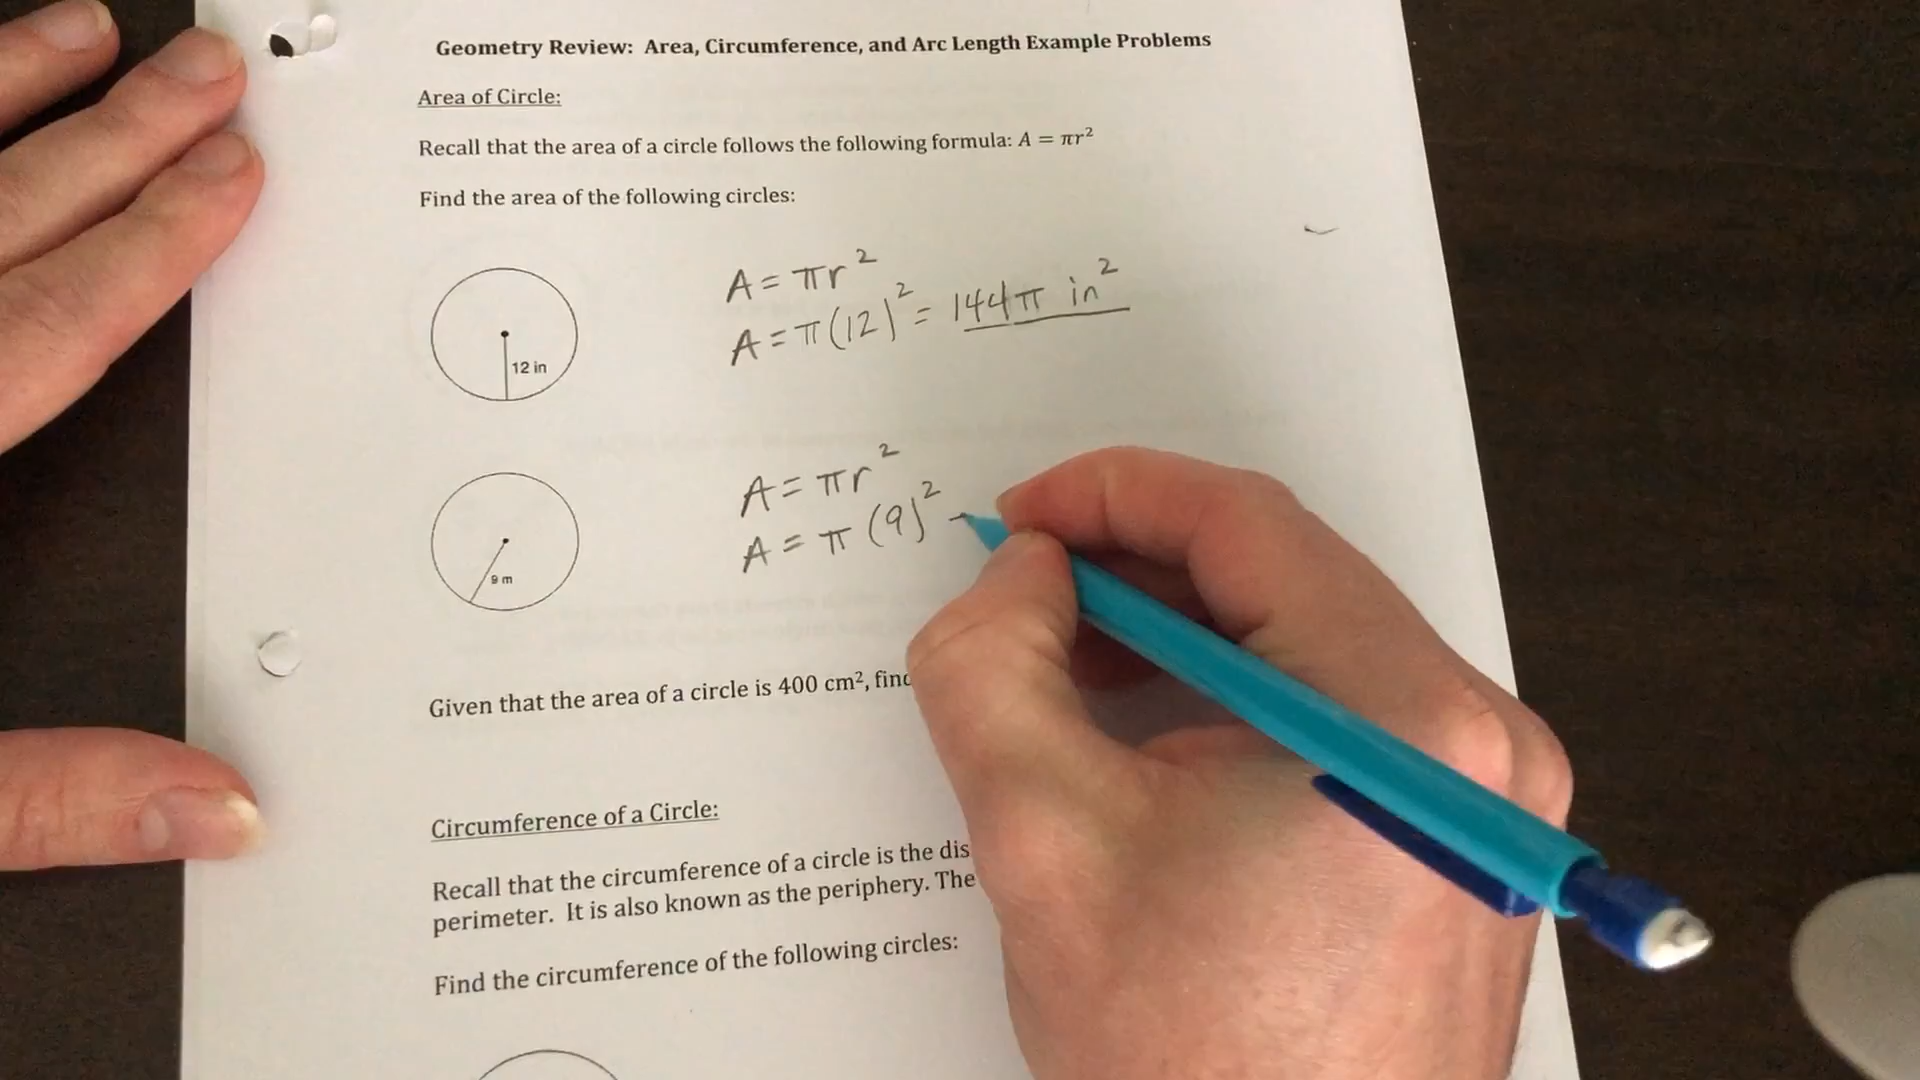 Geometry Review: Area, Circumference, and Arc Length Example Problems
Area of Circle:
Recall that the area of a circle follows the following formula: A = πr²
Find the area of the following circles:
12 in
A = πr²
A = π(12)² = 144π in²
9 m
A = πr²
A = π(9)²
Given that the area of a circle is 400 cm², find
Circumference of a Circle:
Recall that the circumference of a circle is the dis
perimeter. It is also known as the periphery. The
Find the circumference of the following circles: